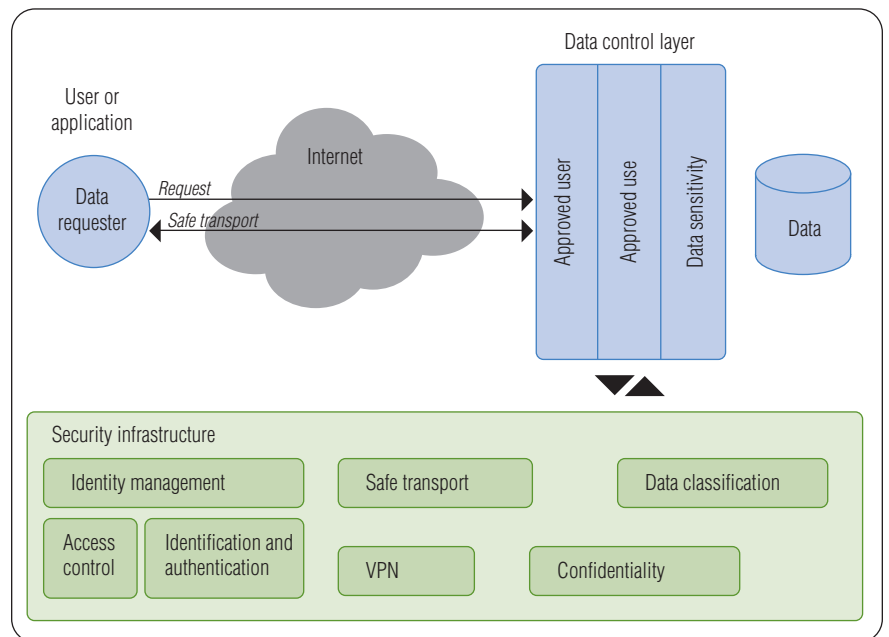 Data control layer
User or
application
Internet
Data
requester
Request
Safe transport
Approved user
Approved use
Data sensitivity
Data
Security infrastructure
Identity management
Safe transport
Data classification
Access
control
Identification and
authentication
VPN
Confidentiality